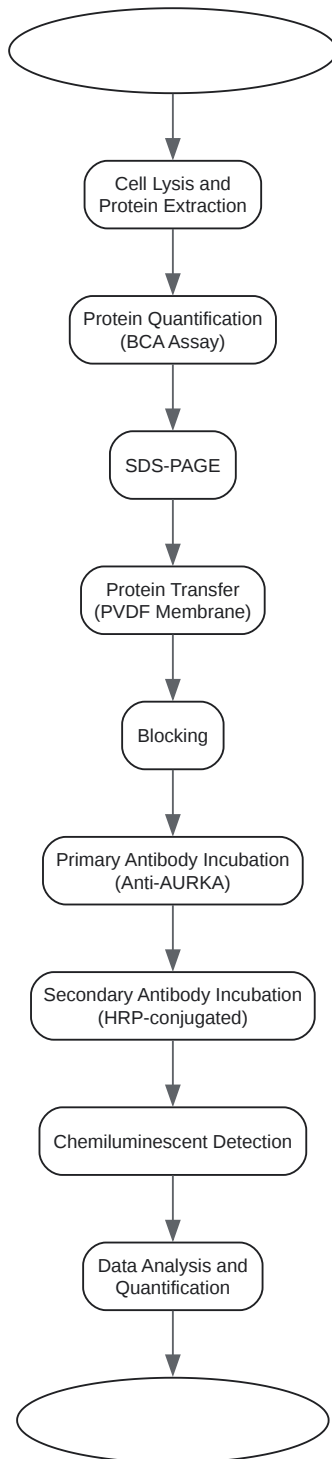 Cell Lysis and
Protein Extraction
Protein Quantification
(BCA Assay)
SDS-PAGE
Protein Transfer
(PVDF Membrane)
Blocking
Primary Antibody Incubation
(Anti-AURKA)
Secondary Antibody Incubation
(HRP-conjugated)
Chemiluminescent Detection
Data Analysis and
Quantification